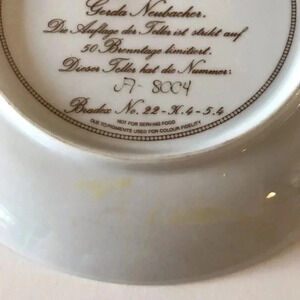 Gerda Neubacher.
Die Auflage der Teller ist strikt auf
50 Brenntage limitiert.
Dieser Teller hat die Nummer:
A-8004
Bradex No. 22-K4-5.4
NOT FOR SERVING FOOD
DUE TO PIGMENTS USED FOR COLOUR FIDELITY